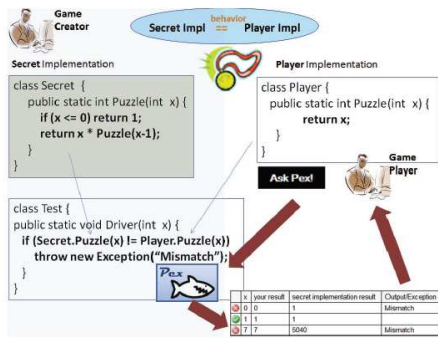 Game
Creator
behavior
Secret Impl == Player Impl
Secret Implementation
Player Implementation
class Secret {
public static int Puzzle(int x) {
if (x <= 0) return 1;
return x * Puzzle(x-1);
}
}
class Player {
public static int Puzzle(int x) {
return x;
}
}
Ask Pex!
Game
Player
class Test {
public static void Driver(int x) {
if (Secret.Puzzle(x) != Player.Puzzle(x))
throw new Exception("Mismatch");
}
}
Pex
x your result secret implementation result Output/Exception
0 0 1 Mismatch
1 1 1
7 7 5040 Mismatch